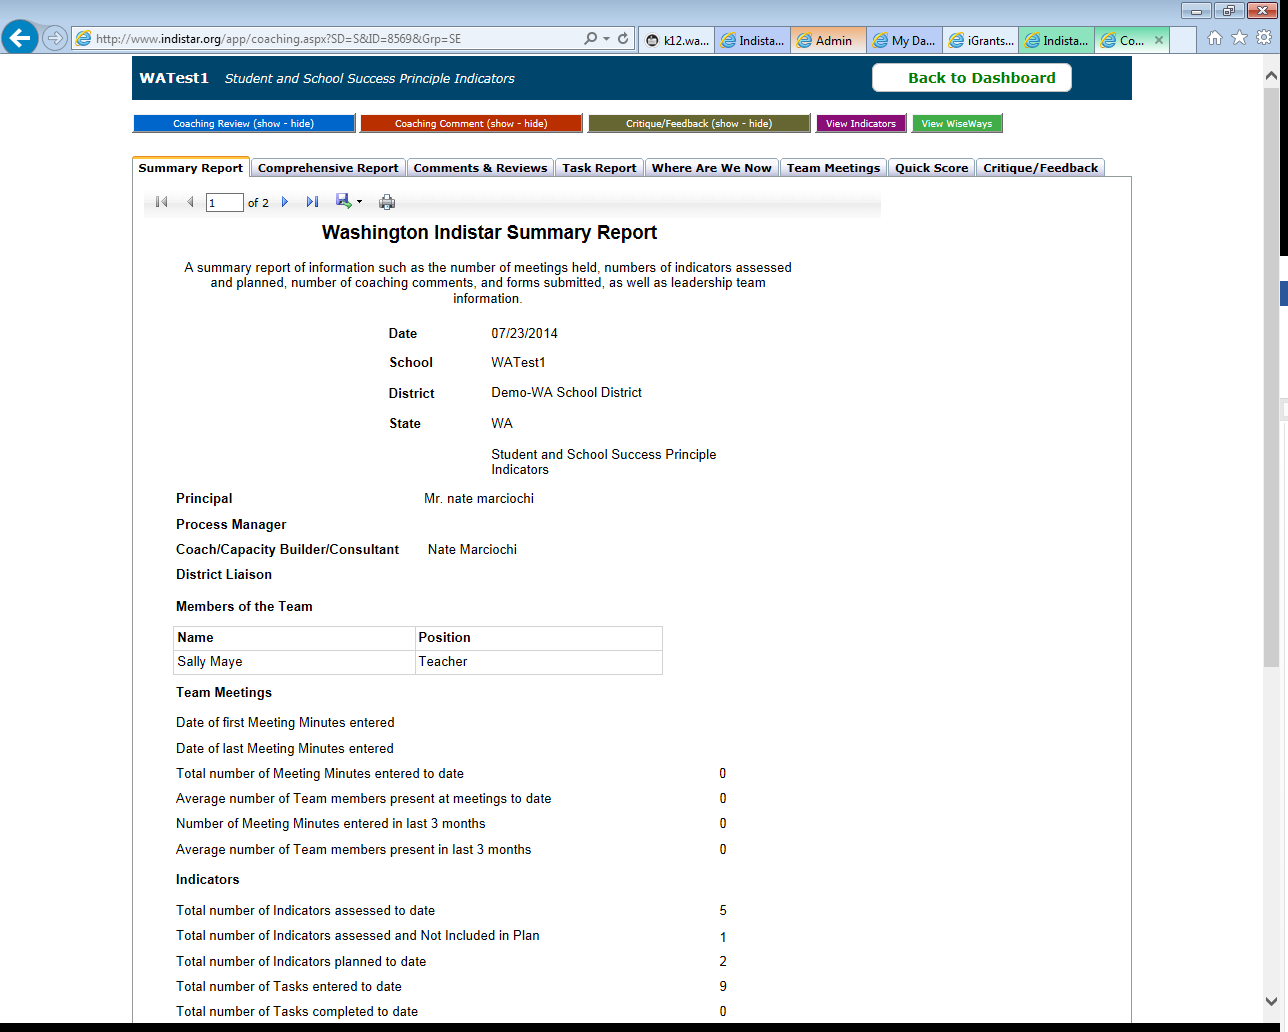 http://www.indistar.org/app/coaching.aspx?SD=S&ID=8569&Grp=SE
k12.wa... Indista... Admin My Da... iGrants... Indista... Co...
WATest1 Student and School Success Principle Indicators Back to Dashboard
Coaching Review (show - hide) Coaching Comment (show - hide) Critique/Feedback (show - hide) View Indicators View WiseWays
Summary Report Comprehensive Report Comments & Reviews Task Report Where Are We Now Team Meetings Quick Score Critique/Feedback
1 of 2
Washington Indistar Summary Report
A summary report of information such as the number of meetings held, numbers of indicators assessed
and planned, number of coaching comments, and forms submitted, as well as leadership team
information.
Date 07/23/2014
School WATest1
District Demo-WA School District
State WA
Student and School Success Principle
Indicators
Principal Mr. nate marciochi
Process Manager
Coach/Capacity Builder/Consultant Nate Marciochi
District Liaison
Members of the Team
Name Position
Sally Maye Teacher
Team Meetings
Date of first Meeting Minutes entered
Date of last Meeting Minutes entered
Total number of Meeting Minutes entered to date 0
Average number of Team members present at meetings to date 0
Number of Meeting Minutes entered in last 3 months 0
Average number of Team members present in last 3 months 0
Indicators
Total number of Indicators assessed to date 5
Total number of Indicators assessed and Not Included in Plan 1
Total number of Indicators planned to date 2
Total number of Tasks entered to date 9
Total number of Tasks completed to date 0